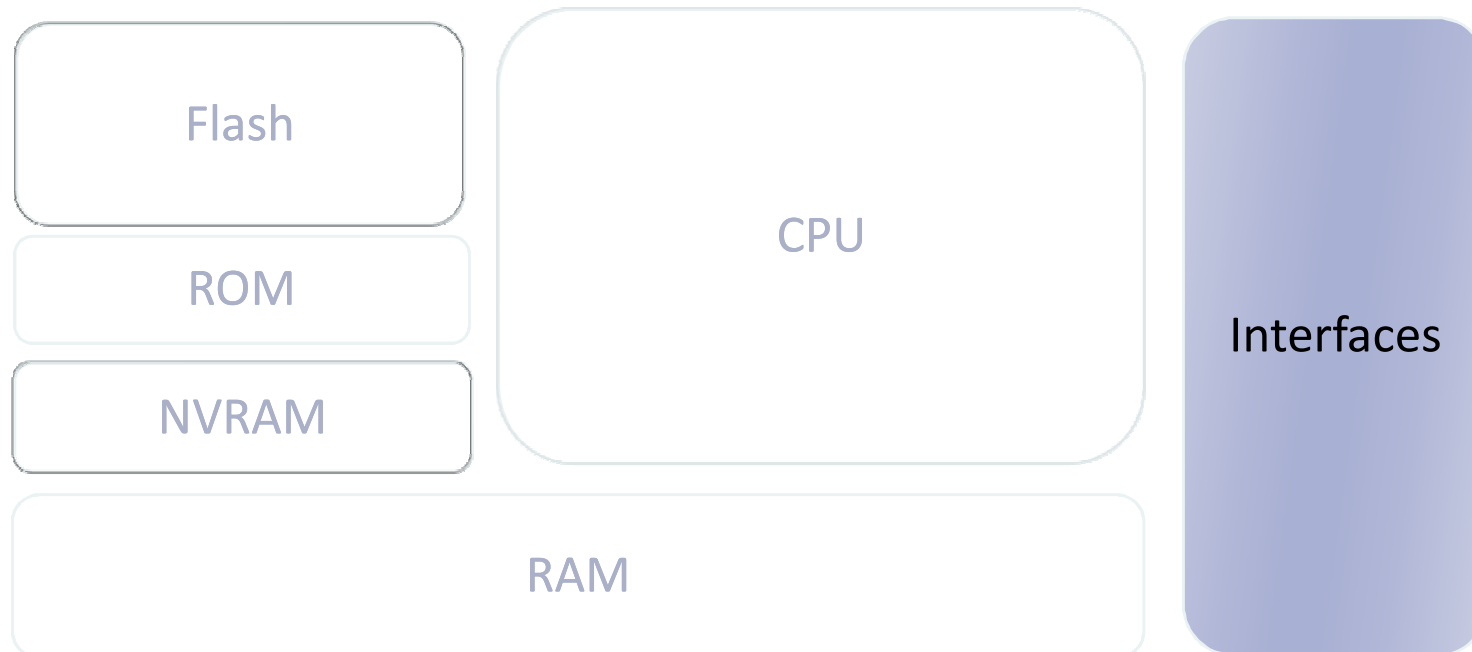 Flash
ROM
NVRAM
CPU
RAM
Interfaces